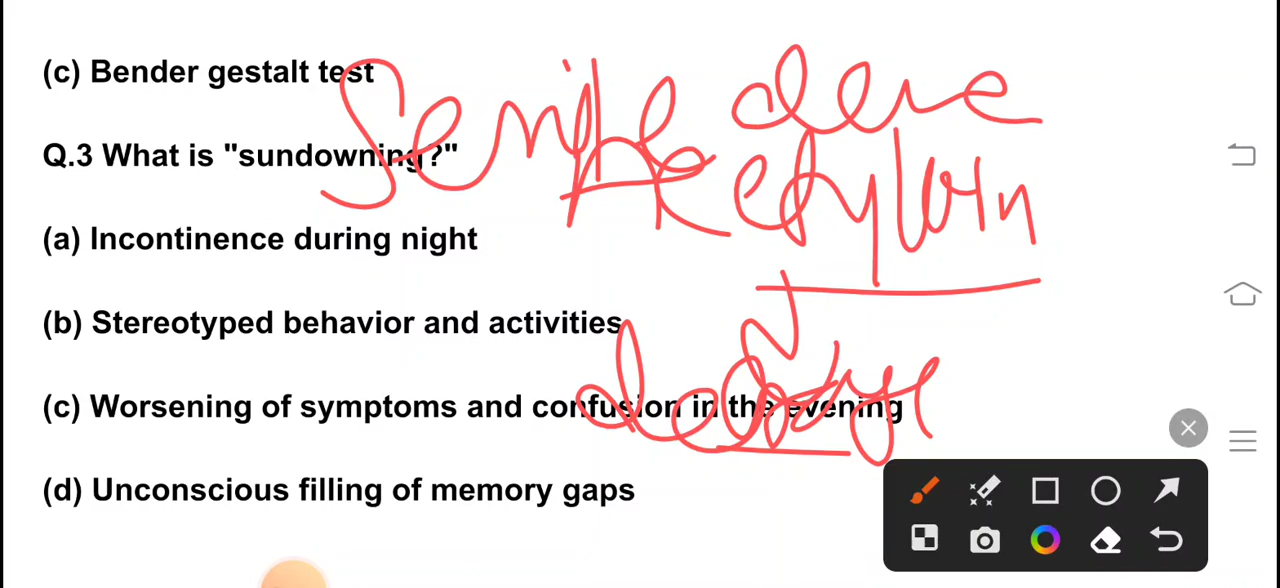 (c) Bender gestalt test
Q.3 What is "sundowning?"
(a) Incontinence during night
(b) Stereotyped behavior and activities
(c) Worsening of symptoms and confusion in the evening
(d) Unconscious filling of memory gaps